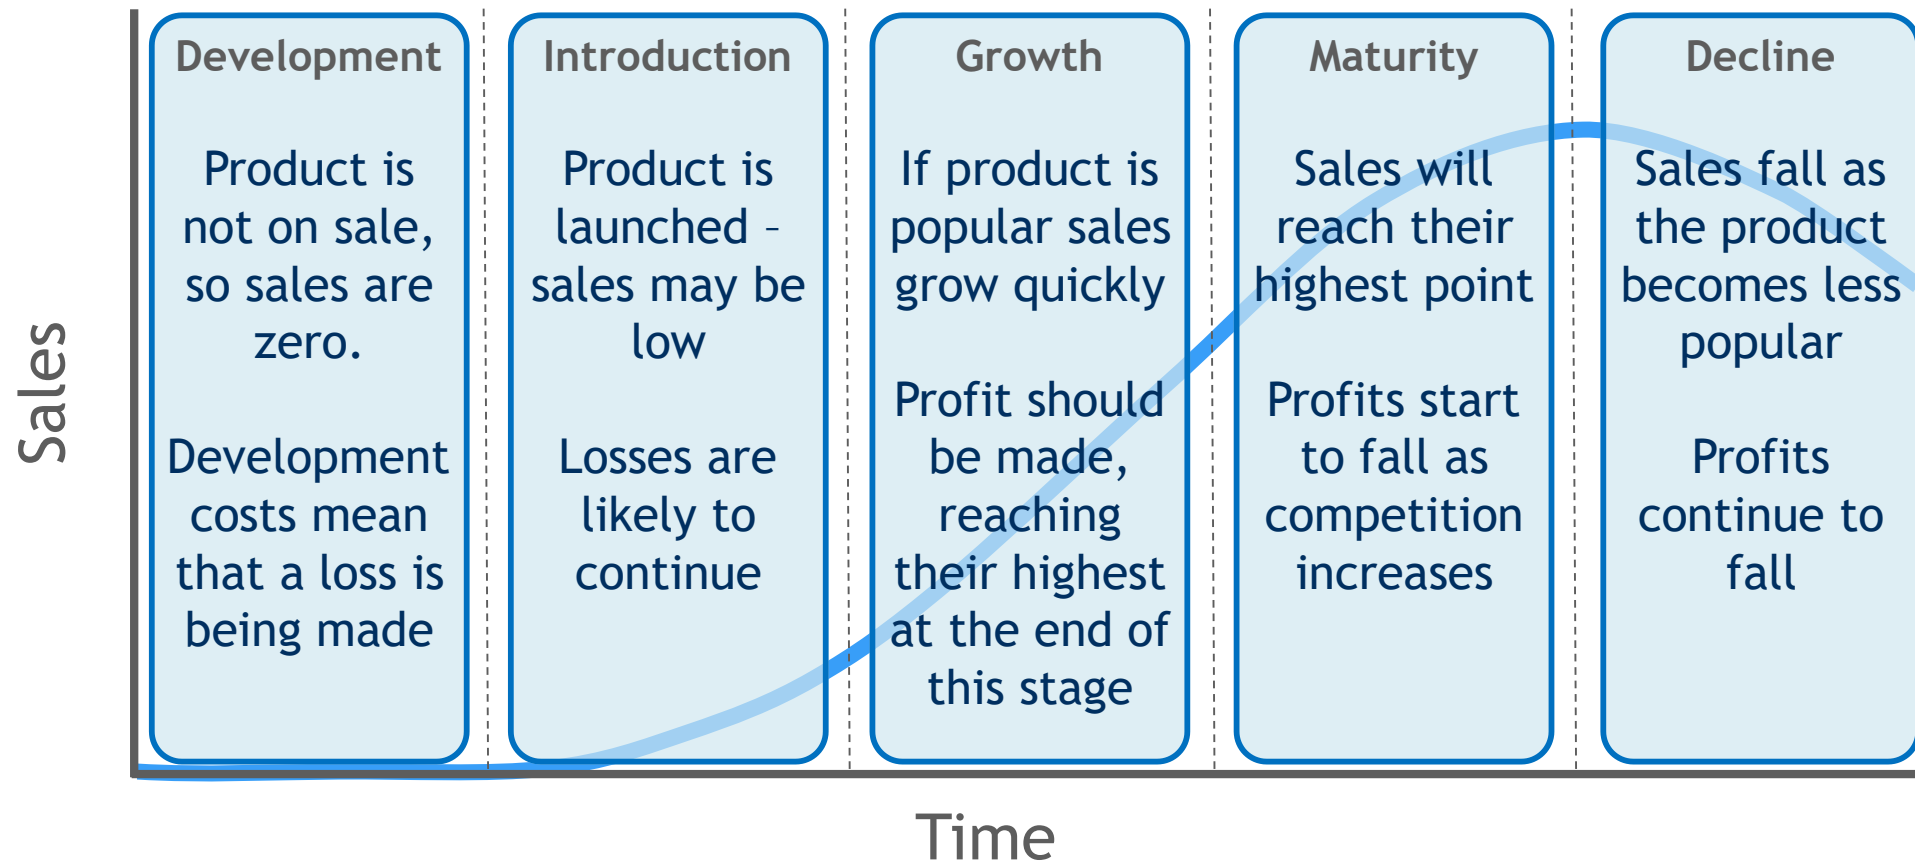 Sales
Development
Product is
not on sale,
so sales are
zero.
Development
costs mean
that a loss is
being made
Introduction
Product is
launched –
sales may be
low
Losses are
likely to
continue
Growth
If product is
popular sales
grow quickly
Profit should
be made,
reaching
their highest
at the end of
this stage
Maturity
Sales will
reach their
highest point
Profits start
to fall as
competition
increases
Decline
Sales fall as
the product
becomes less
popular
Profits
continue to
fall
Time